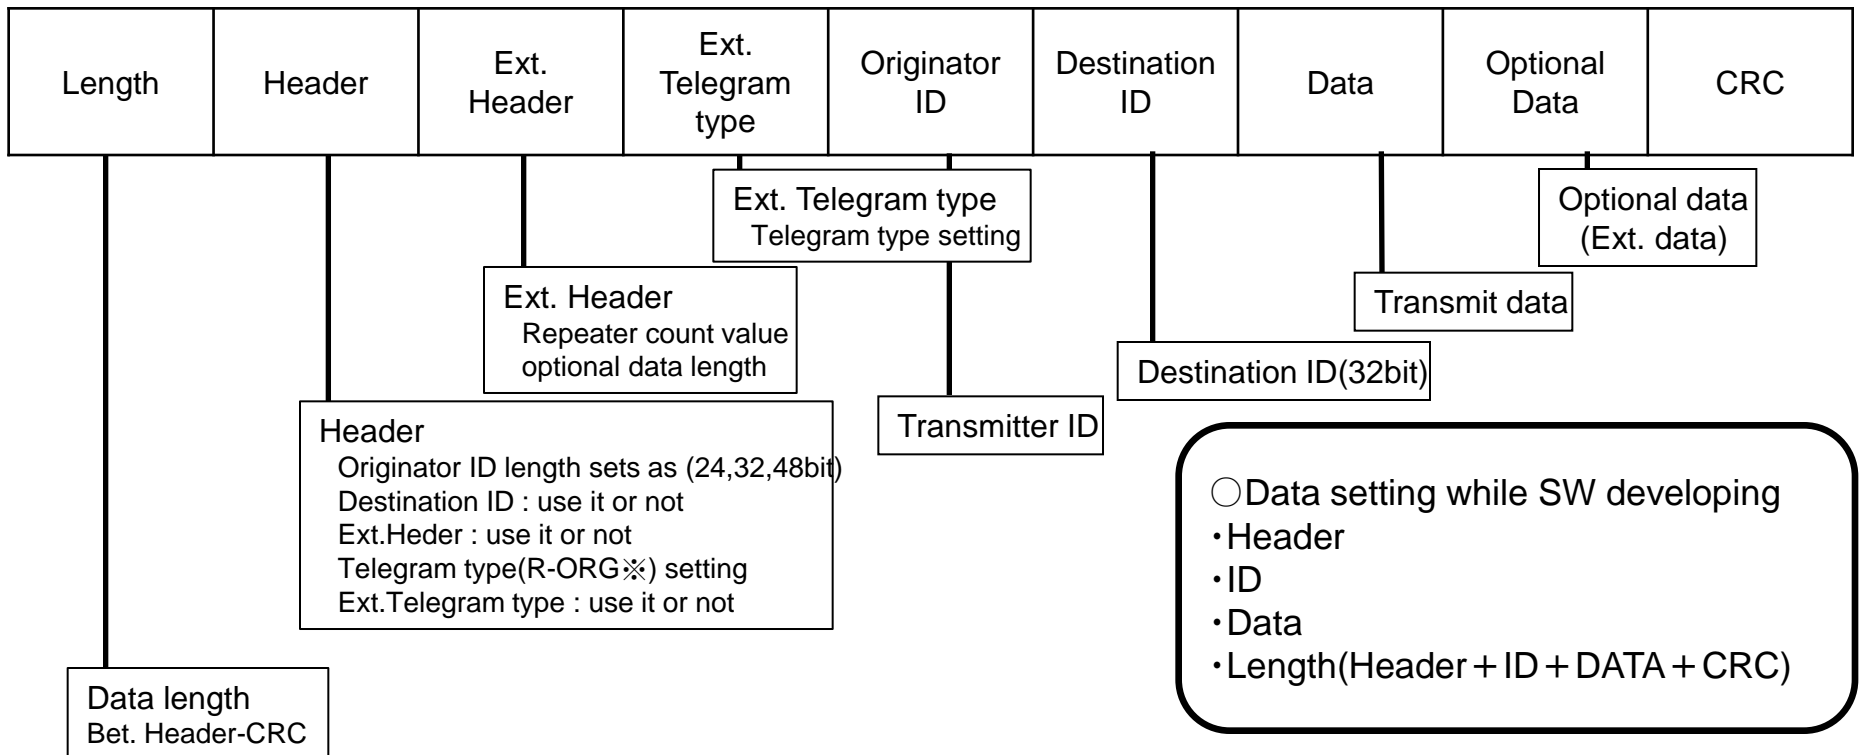 Length
Header
Ext.
Header
Ext.
Telegram
type
Originator
ID
Destination
ID
Data
Optional
Data
CRC
Ext. Telegram type
Telegram type setting
Optional data
(Ext. data)
Ext. Header
Repeater count value
optional data length
Transmit data
Destination ID(32bit)
Transmitter ID
Header
Originator ID length sets as (24,32,48bit)
Destination ID : use it or not
Ext.Heder : use it or not
Telegram type(R-ORG※) setting
Ext.Telegram type : use it or not
○Data setting while SW developing
・Header
・ID
・Data
・Length(Header+ID+DATA+CRC)
Data length
Bet. Header-CRC